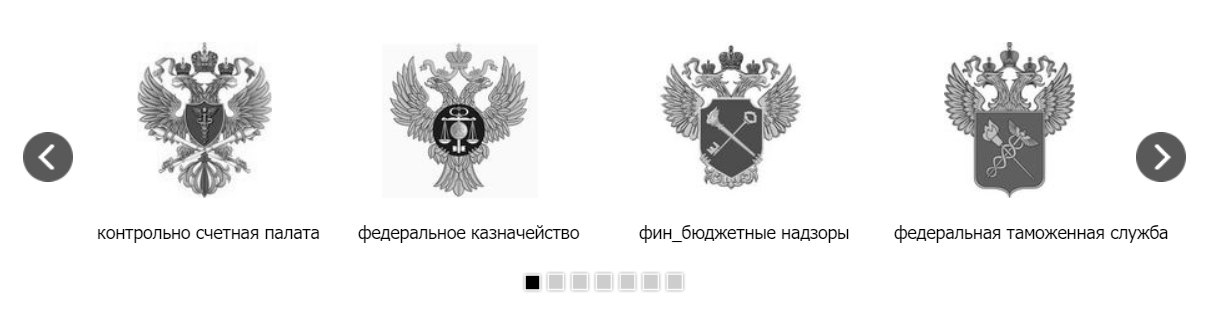 контрольно счетная палата
федеральное казначейство
фин_бюджетные надзоры
федеральная таможенная служба